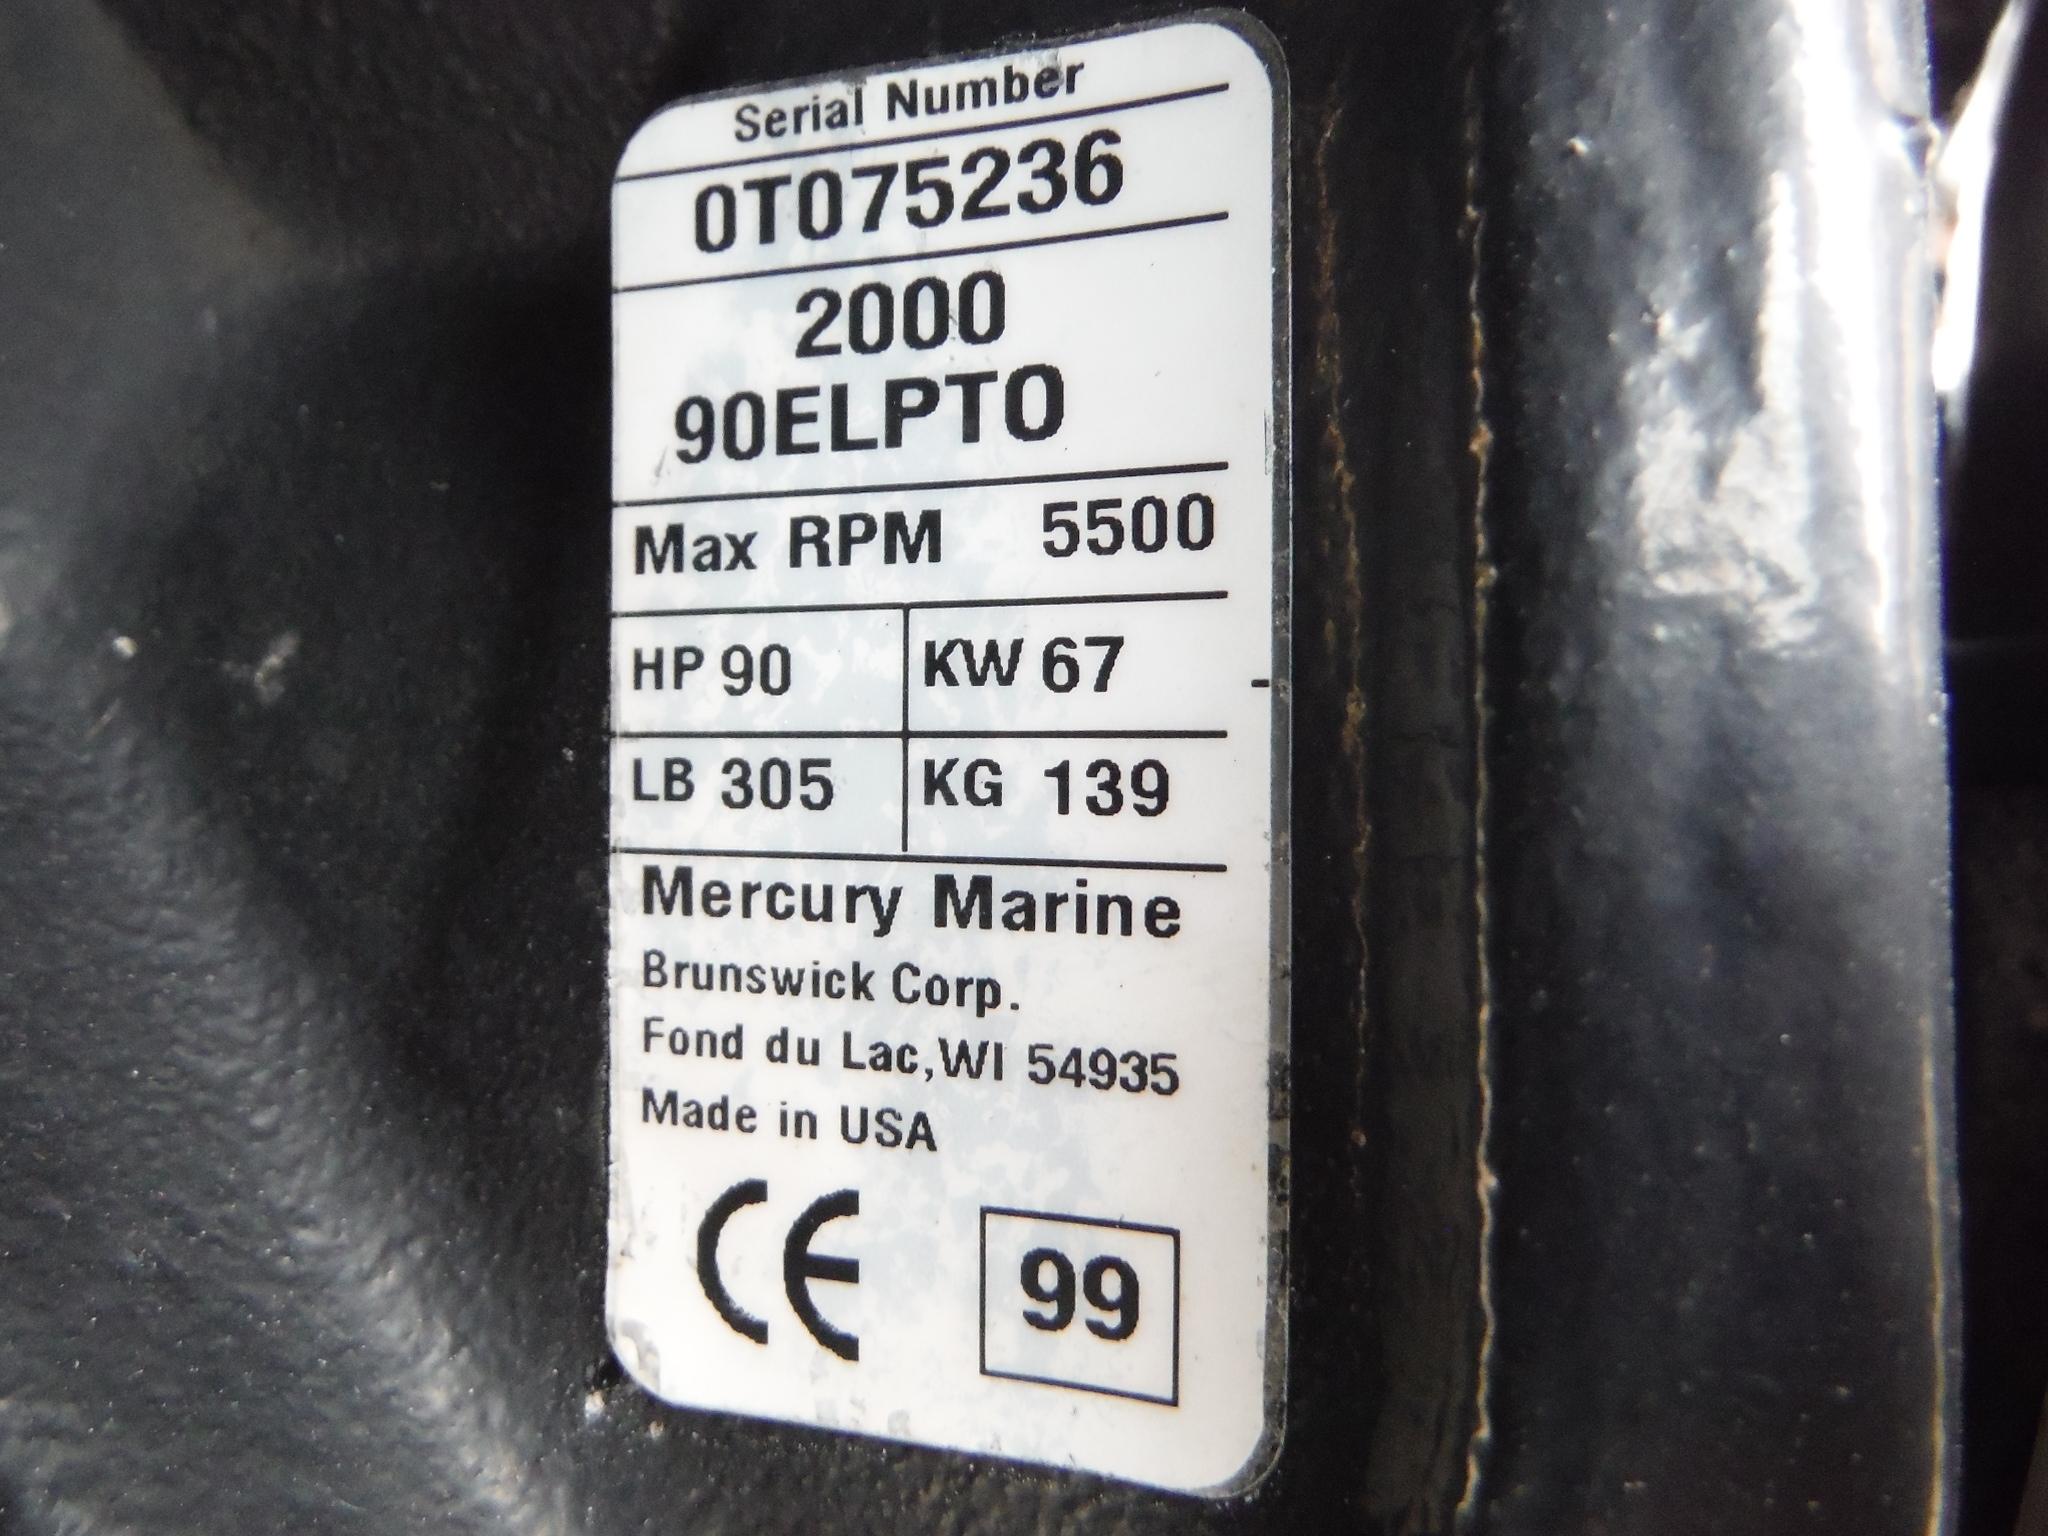 Serial Number
0T075236
2000
90ELPTO
Max RPM 5500
HP 90 KW 67
LB 305 KG 139
Mercury Marine
Brunswick Corp.
Fond du Lac,WI 54935
Made in USA
CE 99